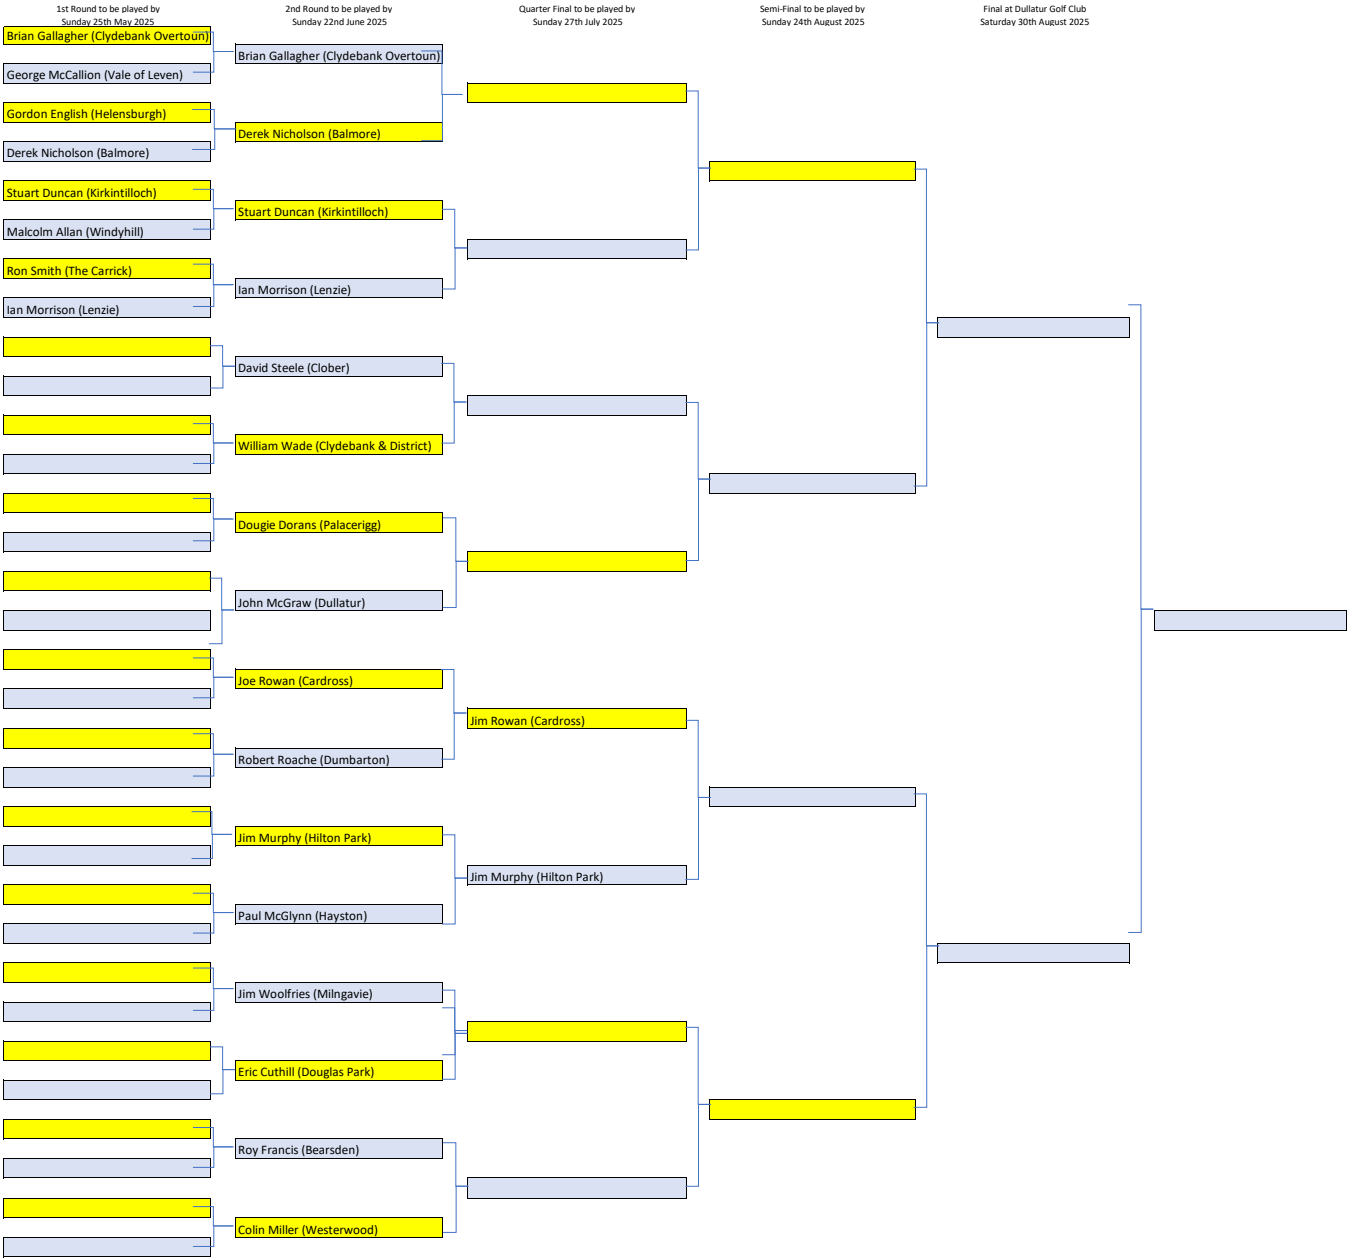 1st Round to be played by
Sunday 25th May 2025
2nd Round to be played by
Sunday 22nd June 2025
Quarter Final to be played by
Sunday 27th July 2025
Semi-Final to be played by
Sunday 24th August 2025
Final at Dullatur Golf Club
Saturday 30th August 2025
Brian Gallagher (Clydebank Overtoun)
George McCallion (Vale of Leven)
Gordon English (Helensburgh)
Derek Nicholson (Balmore)
Stuart Duncan (Kirkintilloch)
Malcolm Allan (Windyhill)
Ron Smith (The Carrick)
Ian Morrison (Lenzie)
Brian Gallagher (Clydebank Overtoun)
Derek Nicholson (Balmore)
Stuart Duncan (Kirkintilloch)
Ian Morrison (Lenzie)
David Steele (Clober)
William Wade (Clydebank & District)
Dougie Dorans (Palacerigg)
John McGraw (Dullatur)
Joe Rowan (Cardross)
Robert Roache (Dumbarton)
Jim Murphy (Hilton Park)
Paul McGlynn (Hayston)
Jim Woolfries (Milngavie)
Eric Cuthill (Douglas Park)
Roy Francis (Bearsden)
Colin Miller (Westerwood)
Jim Rowan (Cardross)
Jim Murphy (Hilton Park)